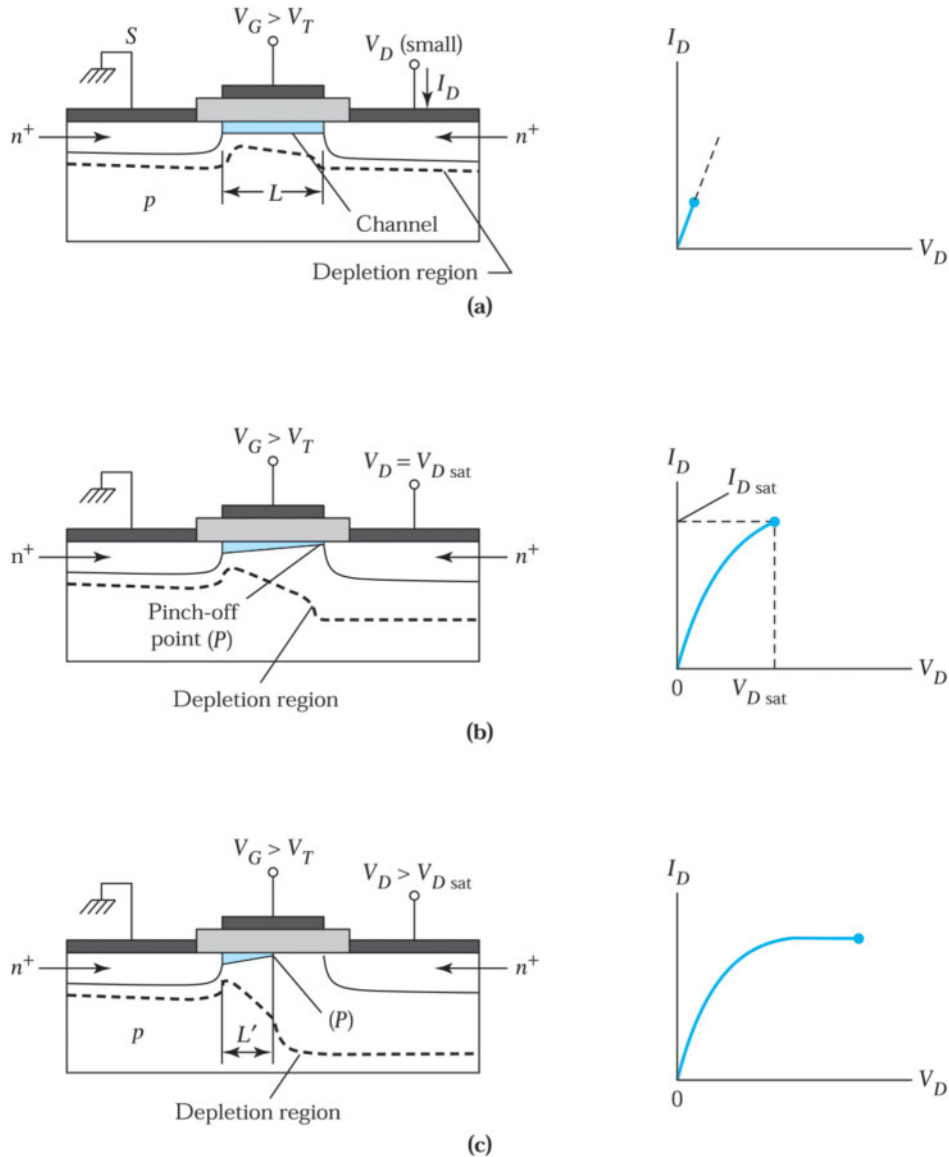 V_G > V_T
S
V_D (small)
I_D
n⁺
n⁺
L
p
Channel
Depletion region
(a)
I_D
V_D
V_G > V_T
V_D = V_D sat
n⁺
n⁺
Pinch-off
point (P)
Depletion region
(b)
I_D
I_D sat
0
V_D sat
V_D
V_G > V_T
V_D > V_D sat
n⁺
n⁺
(P)
p
L′
Depletion region
(c)
I_D
0
V_D